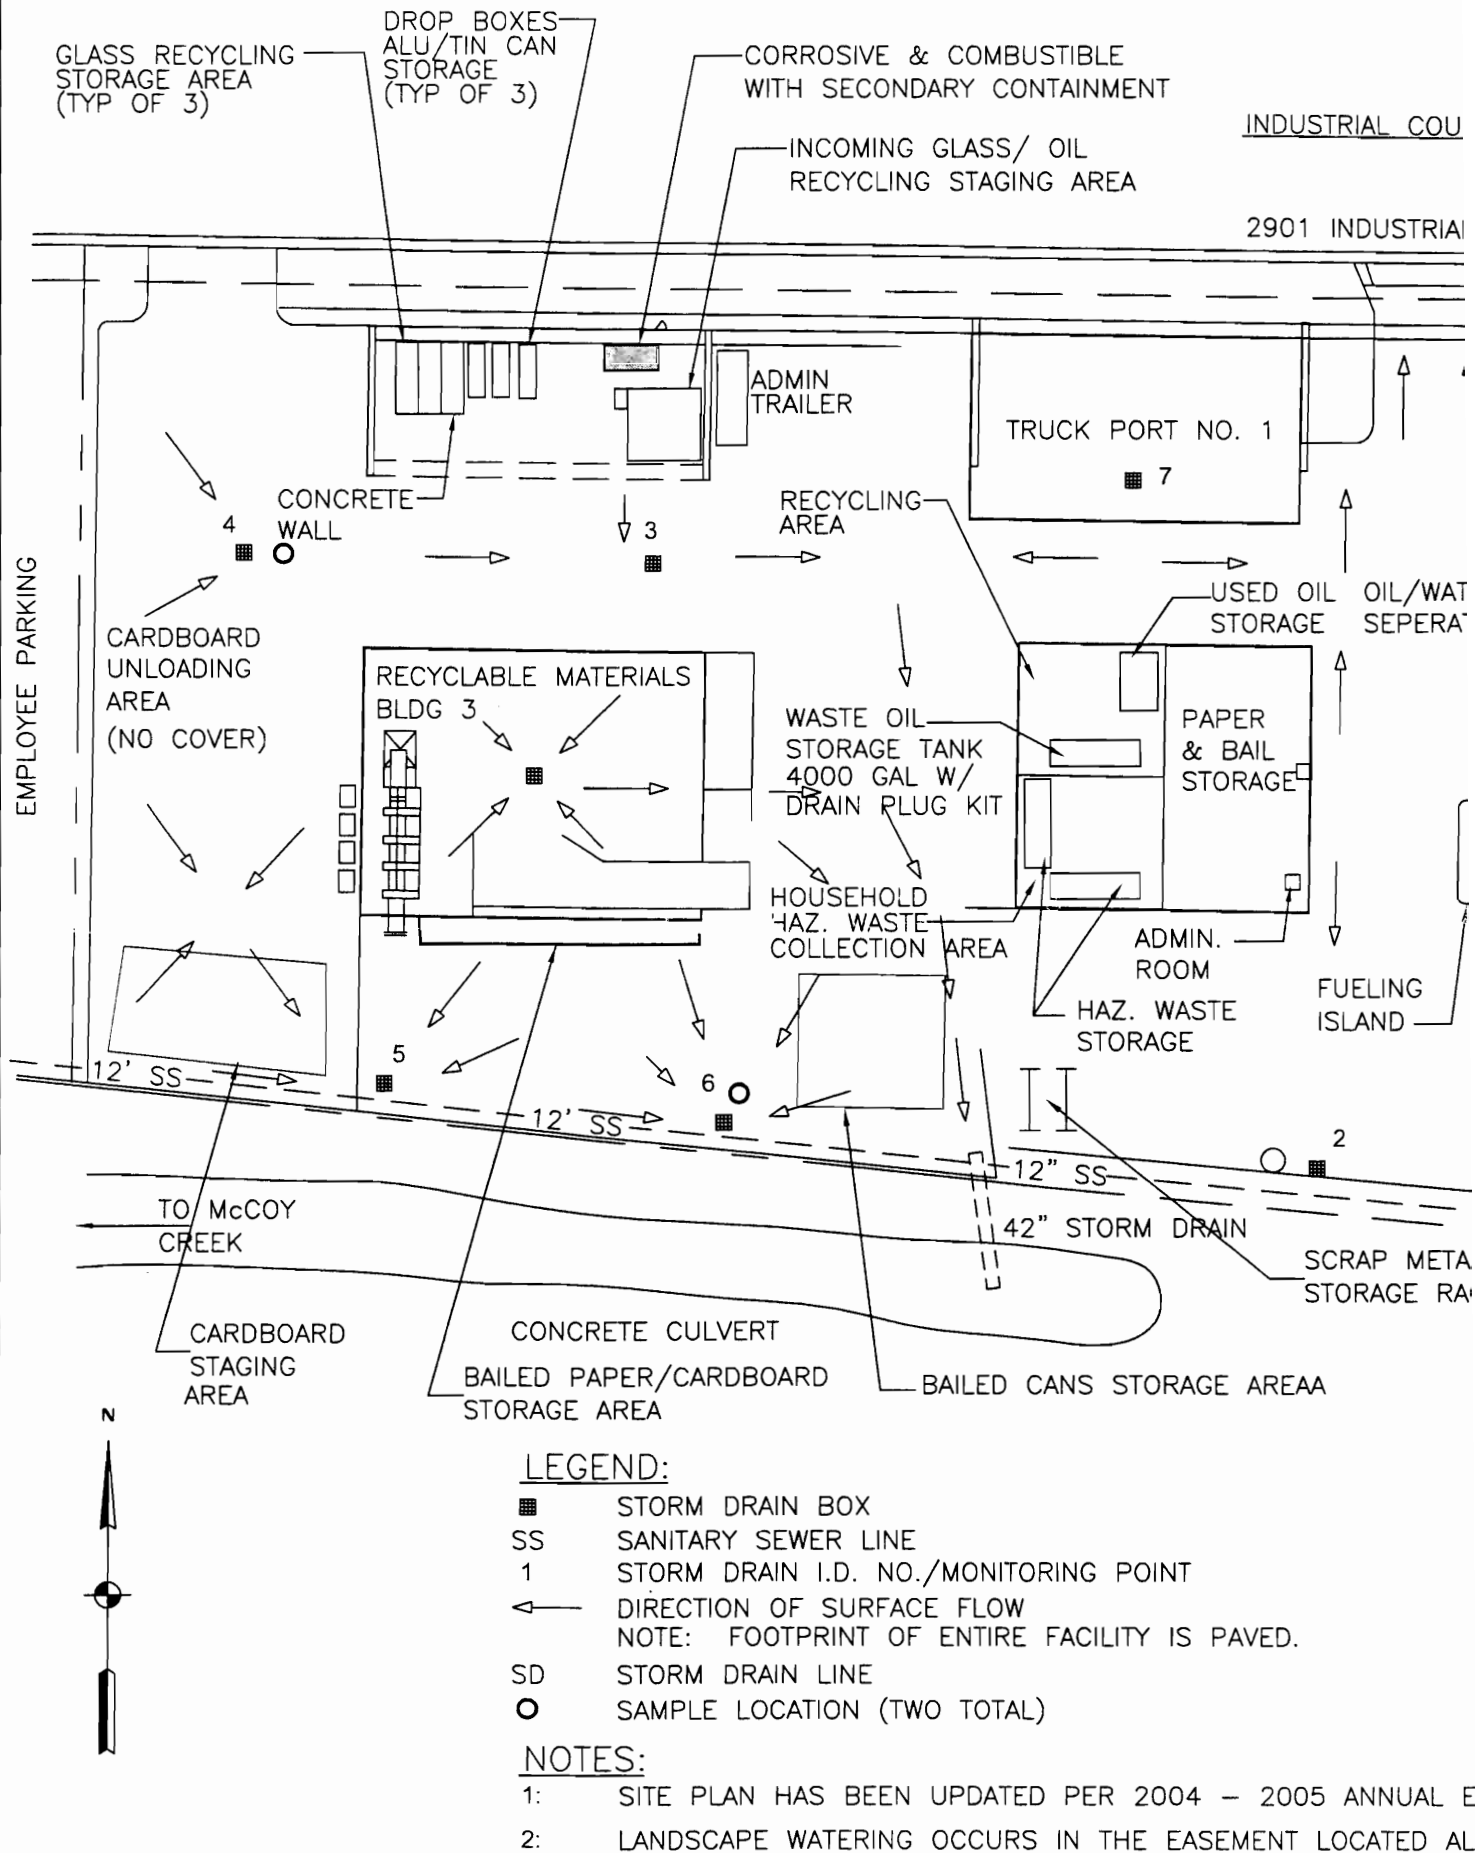 DROP BOXES
ALU/TIN CAN
STORAGE
(TYP OF 3)
GLASS RECYCLING
STORAGE AREA
(TYP OF 3)
CORROSIVE & COMBUSTIBLE
WITH SECONDARY CONTAINMENT
INDUSTRIAL COU
INCOMING GLASS/ OIL
RECYCLING STAGING AREA
2901 INDUSTRIAL
ADMIN
TRAILER
TRUCK PORT NO. 1
7
CONCRETE
WALL
RECYCLING
AREA
4
3
EMPLOYEE PARKING
USED OIL
STORAGE
OIL/WAT
SEPERAT
CARDBOARD
UNLOADING
AREA
(NO COVER)
RECYCLABLE MATERIALS
BLDG 3
WASTE OIL
STORAGE TANK
4000 GAL W/
DRAIN PLUG KIT
PAPER
& BAIL
STORAGE
HOUSEHOLD
HAZ. WASTE
COLLECTION AREA
ADMIN.
ROOM
FUELING
ISLAND
HAZ. WASTE
STORAGE
5
6
12' SS
12' SS
12" SS
2
TO McCOY
CREEK
42" STORM DRAIN
SCRAP META
STORAGE RA
CARDBOARD
STAGING
AREA
CONCRETE CULVERT
BAILED PAPER/CARDBOARD
STORAGE AREA
BAILED CANS STORAGE AREAA
N
LEGEND:
STORM DRAIN BOX
SS SANITARY SEWER LINE
1 STORM DRAIN I.D. NO./MONITORING POINT
DIRECTION OF SURFACE FLOW
NOTE: FOOTPRINT OF ENTIRE FACILITY IS PAVED.
SD STORM DRAIN LINE
SAMPLE LOCATION (TWO TOTAL)
NOTES:
1: SITE PLAN HAS BEEN UPDATED PER 2004 – 2005 ANNUAL E
2: LANDSCAPE WATERING OCCURS IN THE EASEMENT LOCATED AL